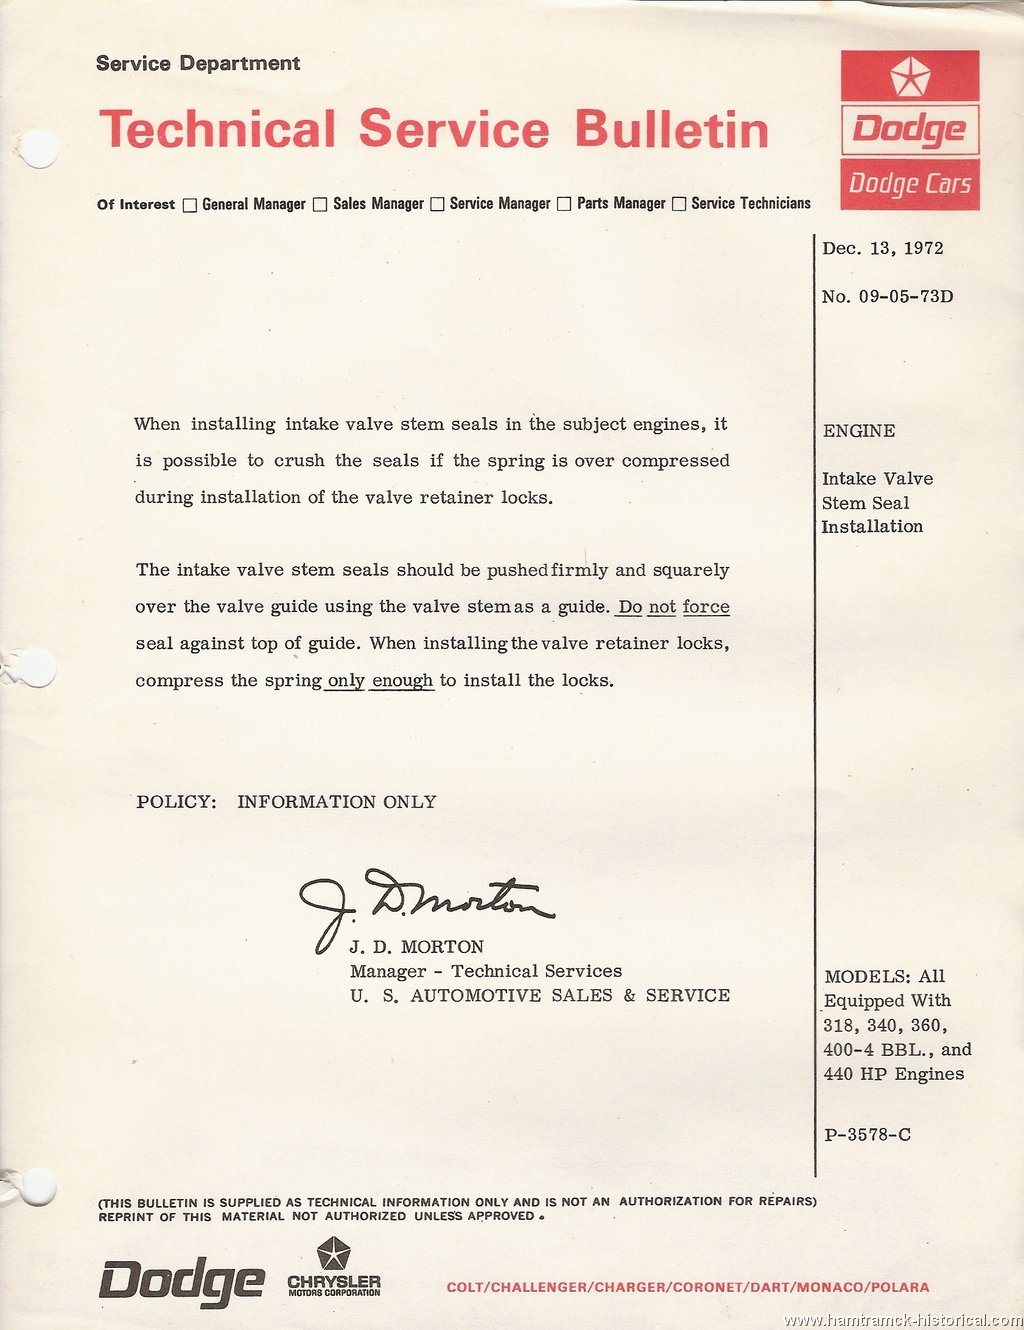 Service Department
Technical Service Bulletin
Dodge
Dodge Cars
Of Interest □ General Manager □ Sales Manager □ Service Manager □ Parts Manager □ Service Technicians
Dec. 13, 1972
No. 09-05-73D
When installing intake valve stem seals in the subject engines, it
is possible to crush the seals if the spring is over compressed
during installation of the valve retainer locks.
The intake valve stem seals should be pushed firmly and squarely
over the valve guide using the valve stem as a guide. Do not force
seal against top of guide. When installing the valve retainer locks,
compress the spring only enough to install the locks.
POLICY: INFORMATION ONLY
J. D. Morton
J. D. MORTON
Manager - Technical Services
U. S. AUTOMOTIVE SALES & SERVICE
ENGINE
Intake Valve
Stem Seal
Installation
MODELS: All
Equipped With
318, 340, 360,
400-4 BBL., and
440 HP Engines
P-3578-C
(THIS BULLETIN IS SUPPLIED AS TECHNICAL INFORMATION ONLY AND IS NOT AN AUTHORIZATION FOR REPAIRS)
REPRINT OF THIS MATERIAL NOT AUTHORIZED UNLESS APPROVED.
Dodge
CHRYSLER
MOTORS CORPORATION
COLT/CHALLENGER/CHARGER/CORONET/DART/MONACO/POLARA
www.hamtramck-historical.com